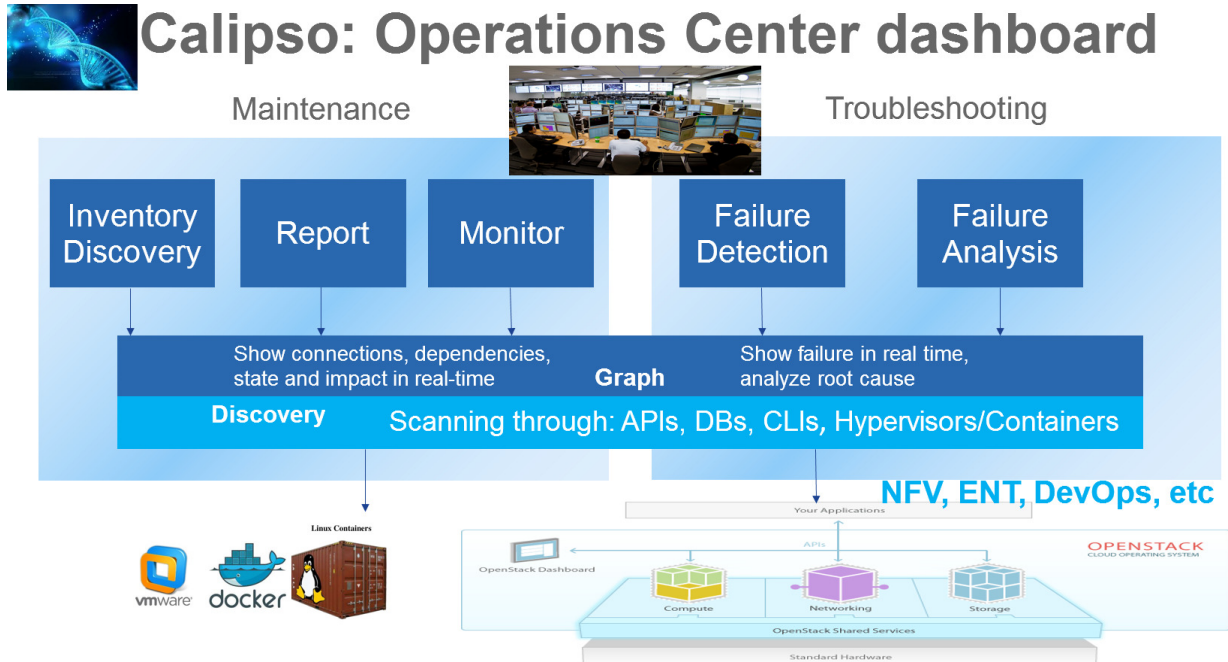 Calipso: Operations Center dashboard
Maintenance
Troubleshooting
Inventory
Discovery
Report
Monitor
Failure
Detection
Failure
Analysis
Show connections, dependencies,
state and impact in real-time
Graph
Show failure in real time,
analyze root cause
Discovery
Scanning through: APIs, DBs, CLIs, Hypervisors/Containers
NFV, ENT, DevOps, etc
Your Applications
Linux Containers
vmware
docker
APIs
OpenStack Dashboard
OPENSTACK
CLOUD OPERATING SYSTEM
Compute
Networking
Storage
OpenStack Shared Services
Standard Hardware